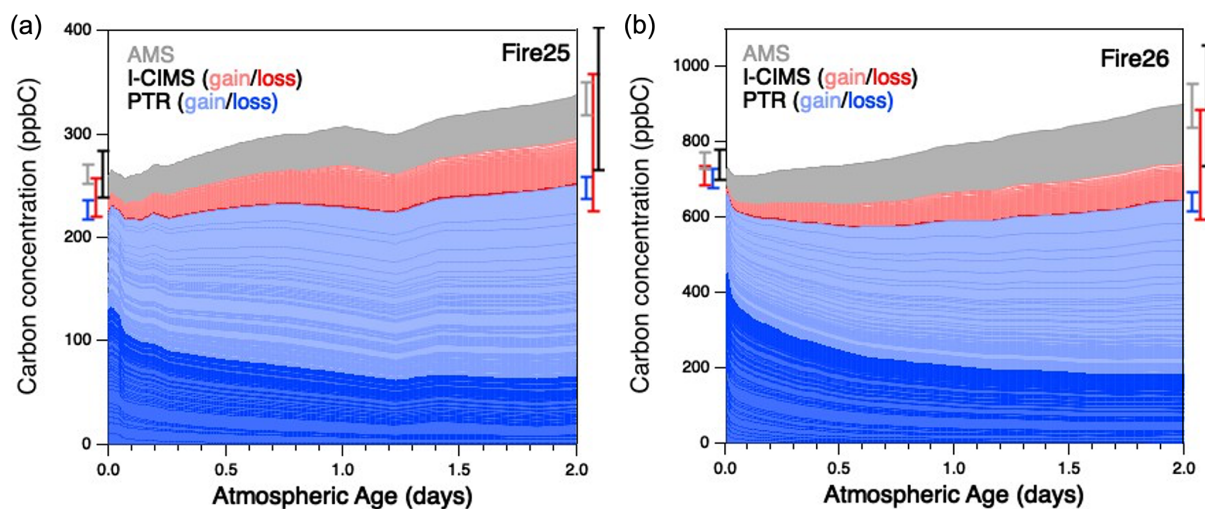 (a)
400
300
200
100
0
Carbon concentration (ppbC)
AMS
I-CIMS (gain/loss)
PTR (gain/loss)
Fire25
0.0 0.5 1.0 1.5 2.0
Atmospheric Age (days)
(b)
1000
800
600
400
200
0
Carbon concentration (ppbC)
AMS
I-CIMS (gain/loss)
PTR (gain/loss)
Fire26
0.0 0.5 1.0 1.5 2.0
Atmospheric Age (days)